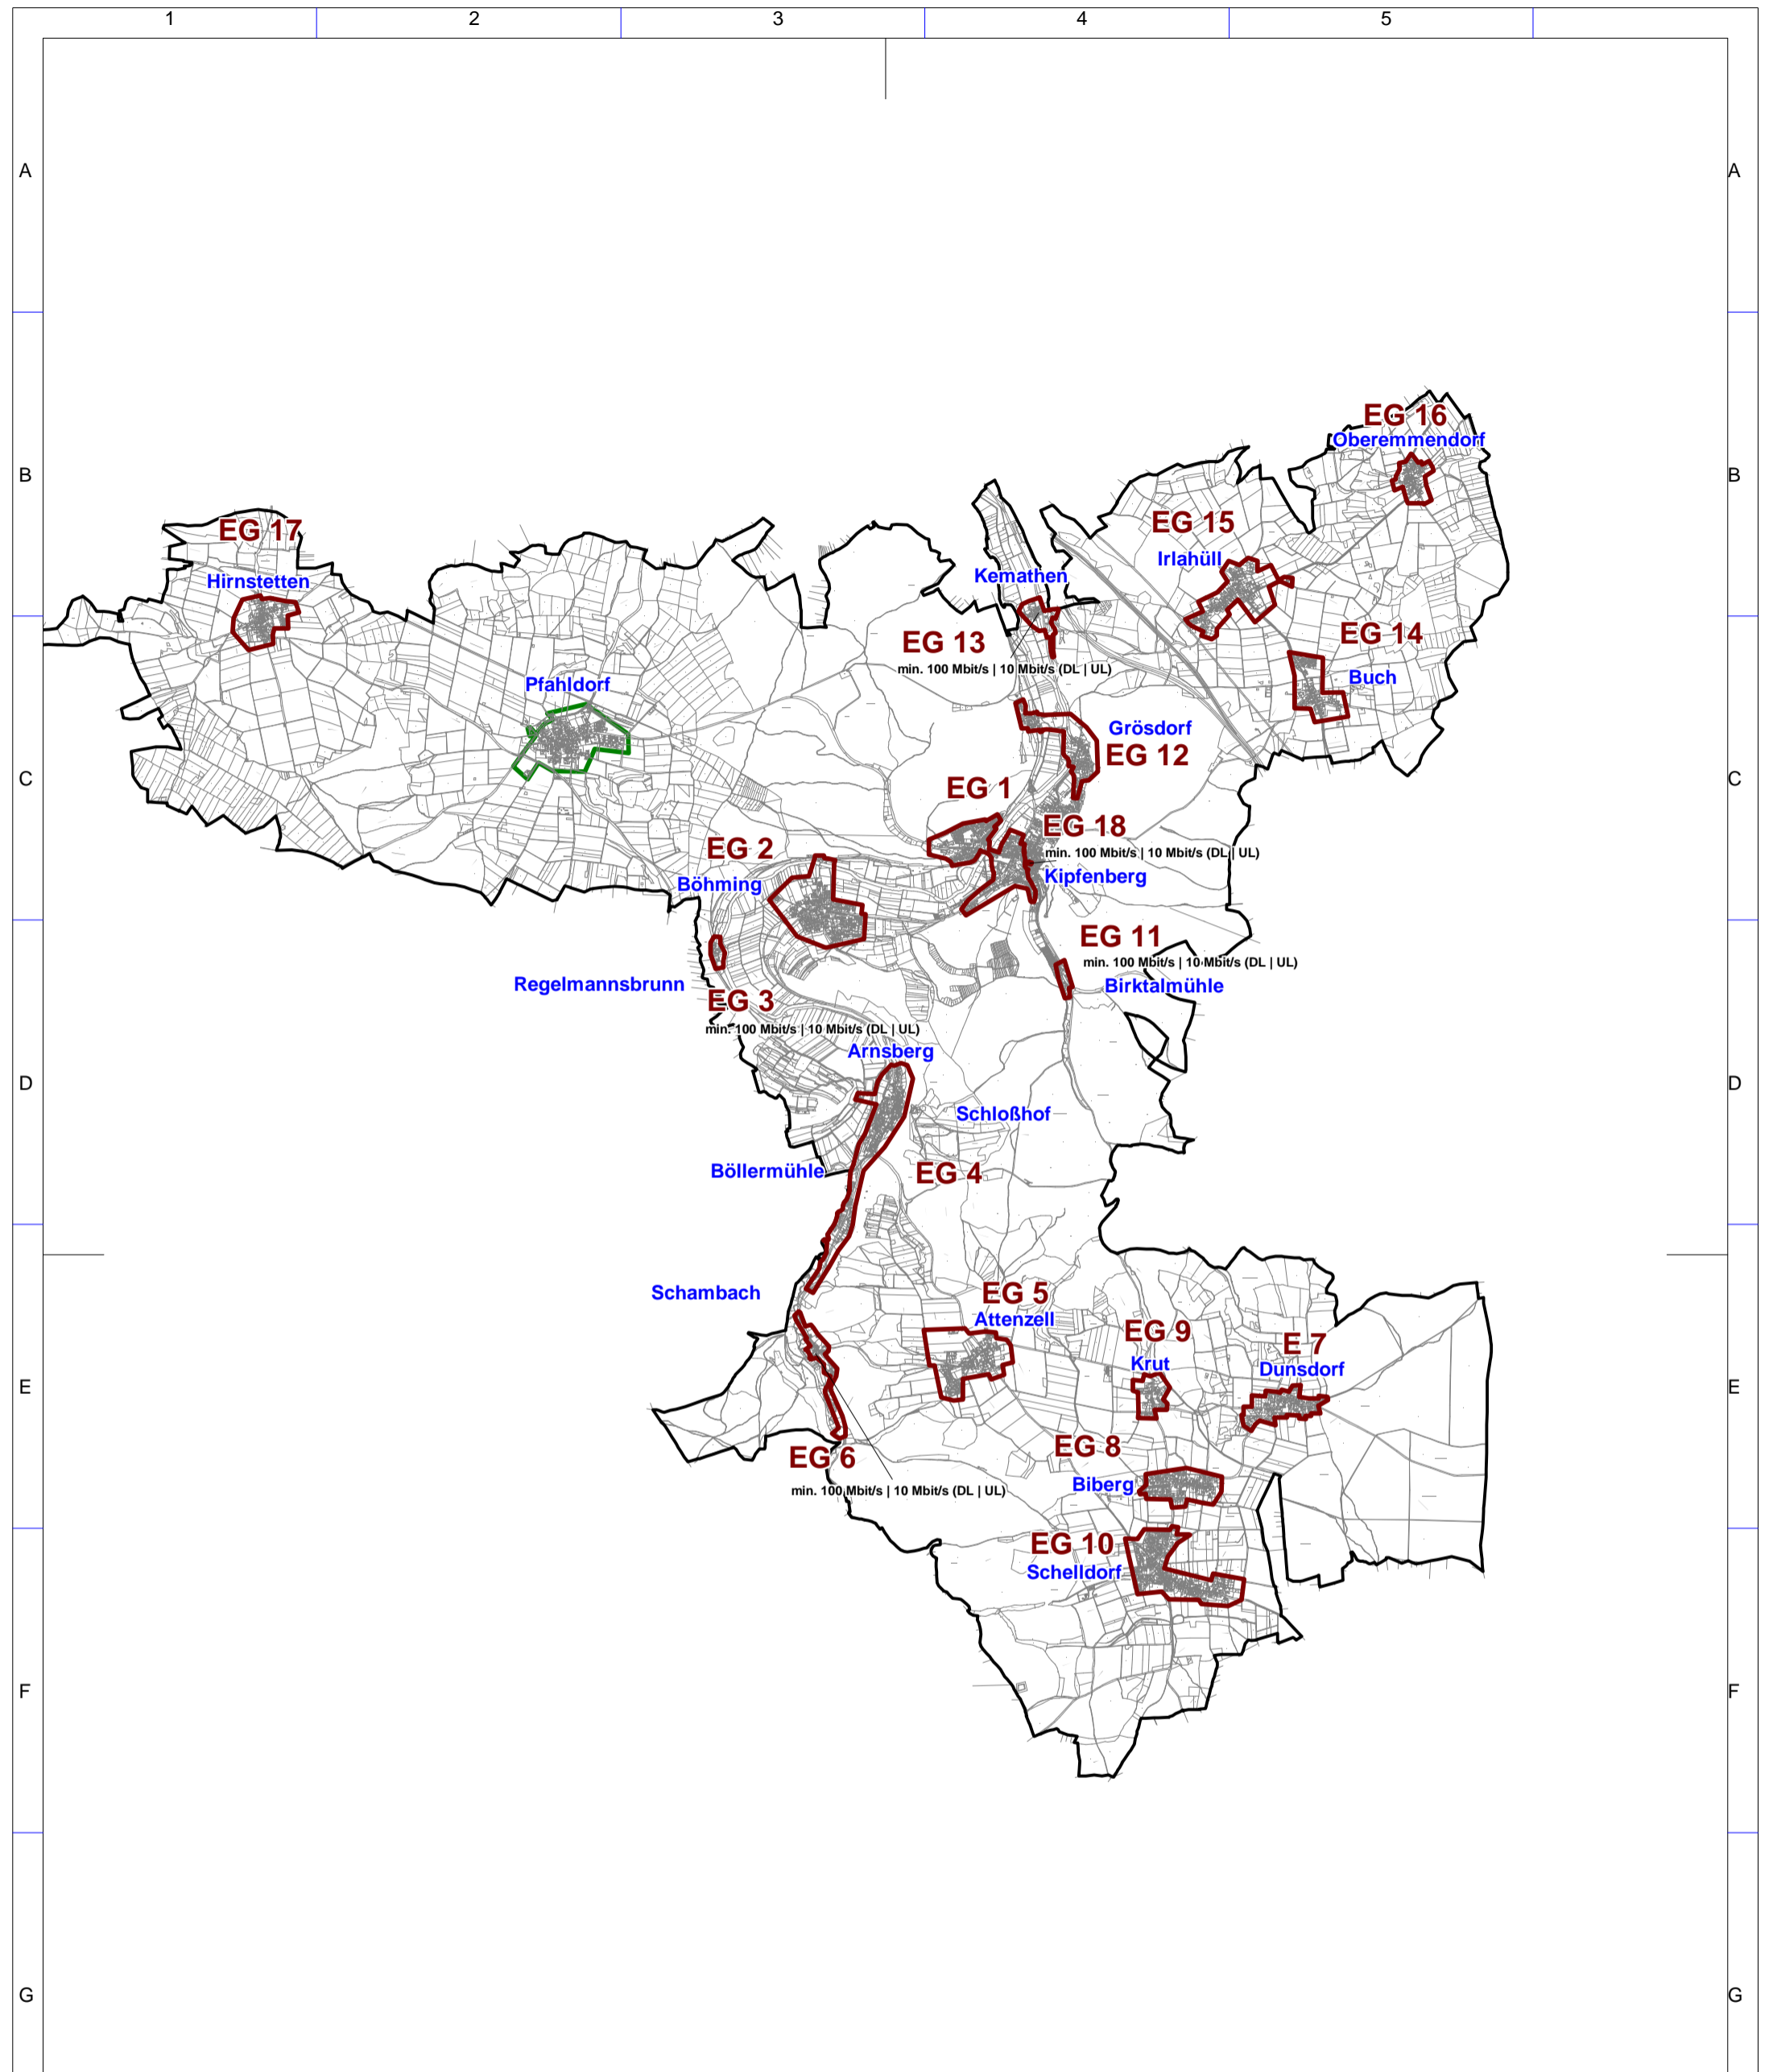 1 2 3 4 5
A A
EG 16
Oberemmendorf
B B
EG 15
EG 17
Irlahüll
Kemathen
Hirnstetten
EG 14
EG 13
min. 100 Mbit/s | 10 Mbit/s (DL | UL)
Buch
Pfahldorf
Grösdorf
EG 12
C C
EG 1
EG 18
EG 2
min. 100 Mbit/s | 10 Mbit/s (DL | UL)
Kipfenberg
Böhming
EG 11
min. 100 Mbit/s | 10 Mbit/s (DL | UL)
Regelmannsbrunn
Birktalmühle
EG 3
min. 100 Mbit/s | 10 Mbit/s (DL | UL)
Arnsberg
D D
Schloßhof
Böllermühle
EG 4
Schambach
EG 5
Attenzell
EG 9
E 7
Krut
Dunsdorf
E E
EG 8
EG 6
Biberg
min. 100 Mbit/s | 10 Mbit/s (DL | UL)
EG 10
Schelldorf
F F
G G